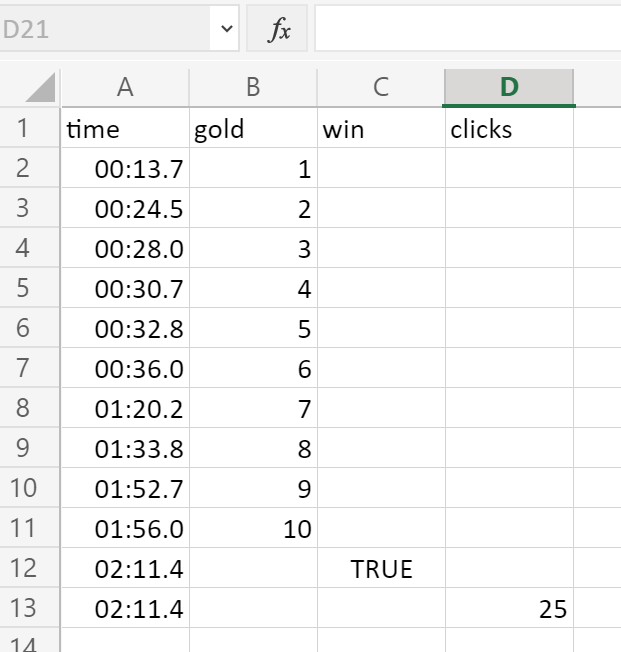 D21 fx
A B C D
1 time gold win clicks
2 00:13.7 1
3 00:24.5 2
4 00:28.0 3
5 00:30.7 4
6 00:32.8 5
7 00:36.0 6
8 01:20.2 7
9 01:33.8 8
10 01:52.7 9
11 01:56.0 10
12 02:11.4 TRUE
13 02:11.4 25
14